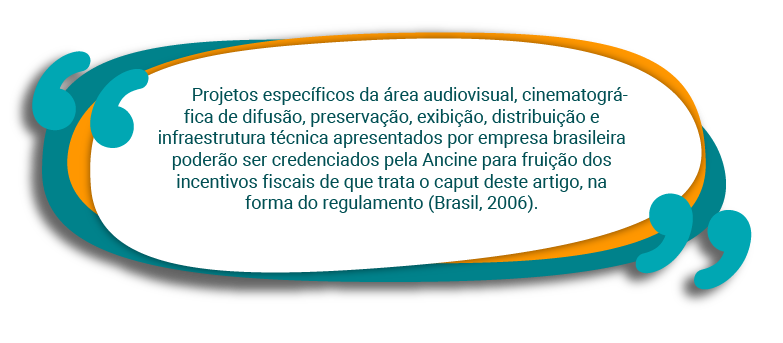 Projetos específicos da área audiovisual, cinematográ-
fica de difusão, preservação, exibição, distribuição e
infraestrutura técnica apresentados por empresa brasileira
poderão ser credenciados pela Ancine para fruição dos
incentivos fiscais de que trata o caput deste artigo, na
forma do regulamento (Brasil, 2006).